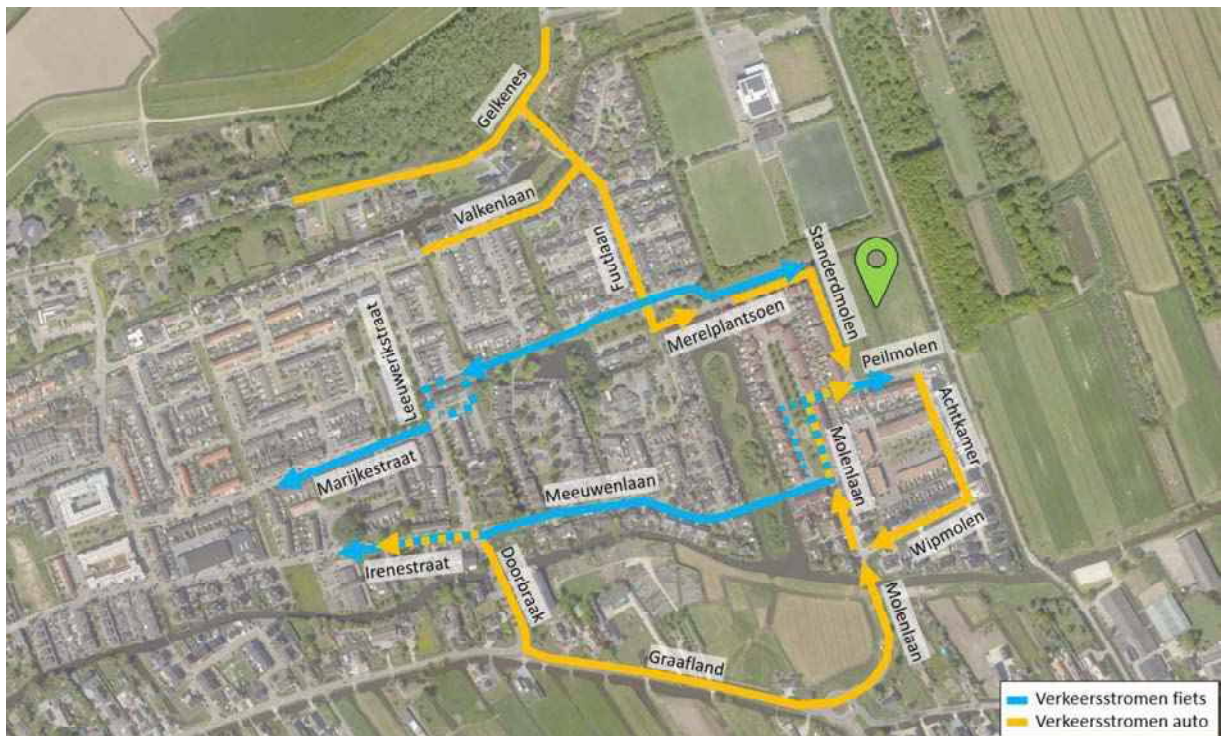 Gelkenes
Valkenlaan
Fuutlaan
Standerdmolen
Merelplantsoen
Peilmolen
Leeuwerikstraat
Achtkamer
Molenlaan
Marijkestraat
Meeuwenlaan
Wipmolen
Irenestraat
Doorbraak
Molenlaan
Graafland
Verkeersstromen fiets
Verkeersstromen auto